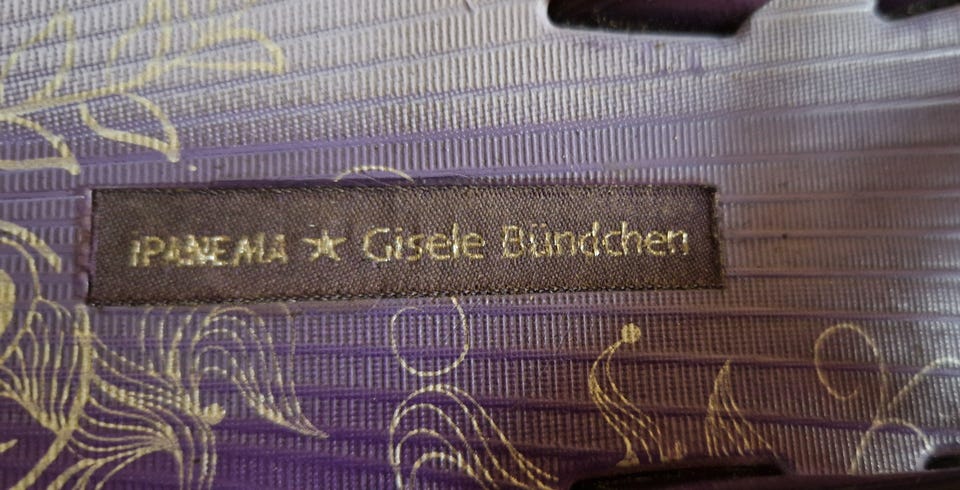 iPANEMA ★ Gisele Bündchen